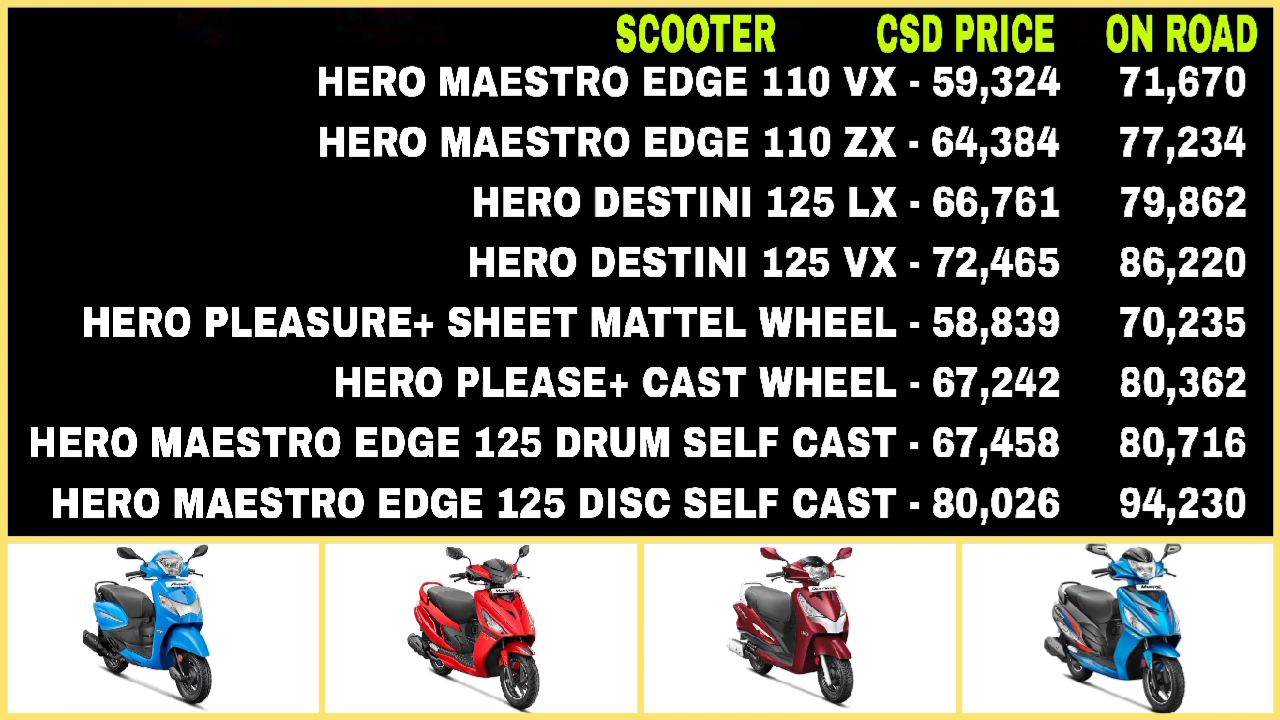 SCOOTER CSD PRICE ON ROAD
HERO MAESTRO EDGE 110 VX - 59,324 71,670
HERO MAESTRO EDGE 110 ZX - 64,384 77,234
HERO DESTINI 125 LX - 66,761 79,862
HERO DESTINI 125 VX - 72,465 86,220
HERO PLEASURE+ SHEET MATTEL WHEEL - 58,839 70,235
HERO PLEASE+ CAST WHEEL - 67,242 80,362
HERO MAESTRO EDGE 125 DRUM SELF CAST - 67,458 80,716
HERO MAESTRO EDGE 125 DISC SELF CAST - 80,026 94,230